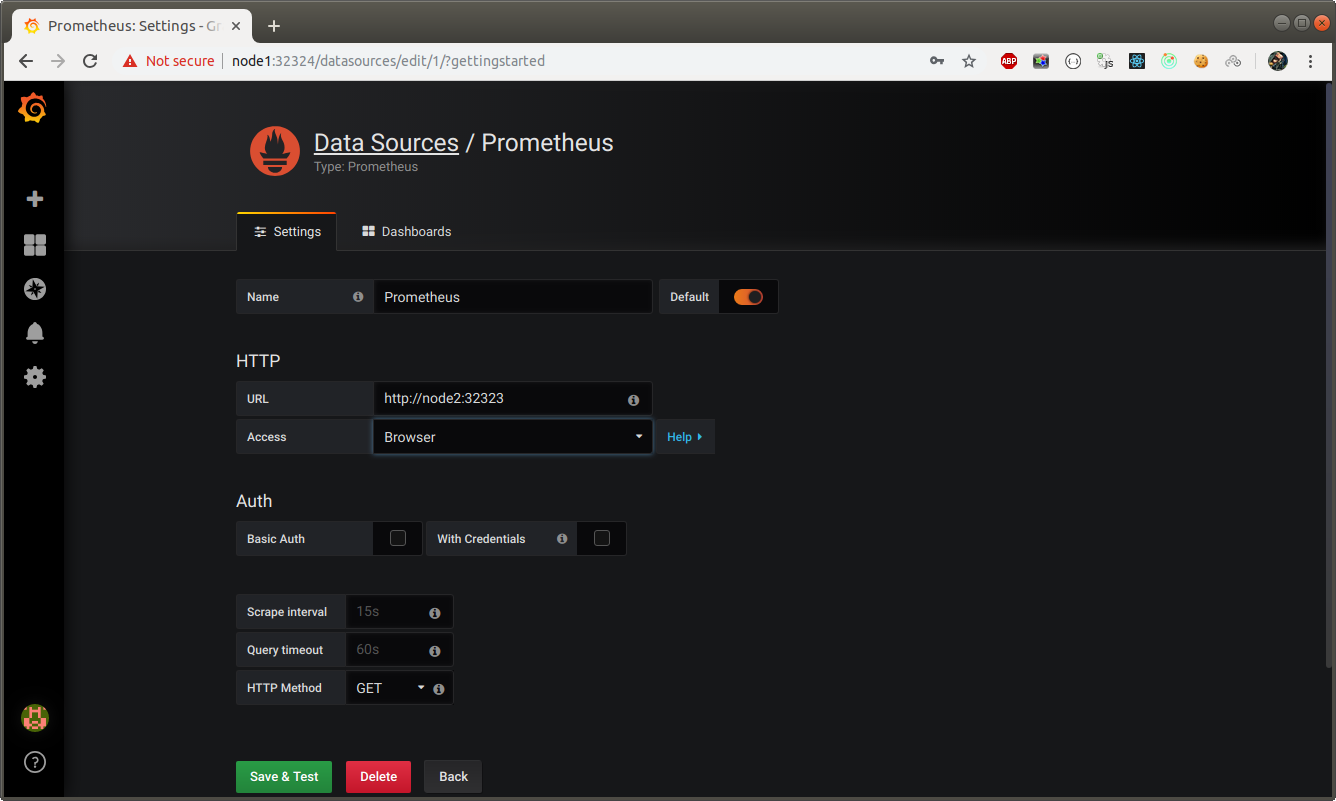 Prometheus: Settings - Gr
Not secure node1:32324/datasources/edit/1/?gettingstarted
ABP
JS
Data Sources / Prometheus
Type: Prometheus
Settings Dashboards
Name Prometheus Default
HTTP
URL http://node2:32323
Access Browser Help
Auth
Basic Auth With Credentials
Scrape interval 15s
Query timeout 60s
HTTP Method GET
Save & Test Delete Back